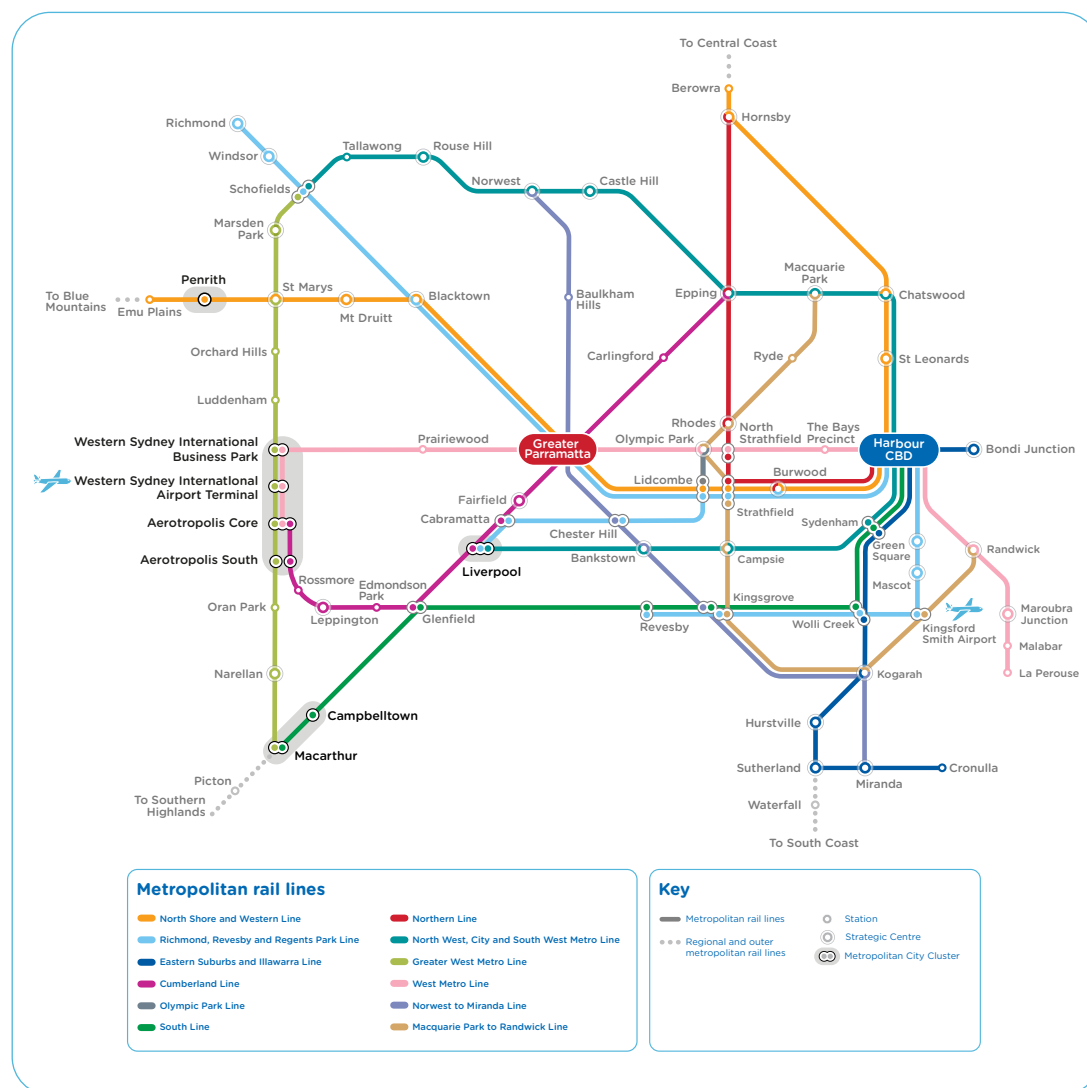 To Central Coast
Berowra
Hornsby
Richmond
Windsor
Tallawong
Rouse Hill
Schofields
Norwest
Castle Hill
Marsden
Park
Macquarie
Park
Penrith
To Blue
Mountains
Emu Plains
St Marys
Mt Druitt
Blacktown
Baulkham
Hills
Epping
Chatswood
Orchard Hills
Carlingford
Ryde
St Leonards
Luddenham
Western Sydney International
Business Park
Prairiewood
Greater
Parramatta
Rhodes
Olympic Park
North
Strathfield
The Bays
Precinct
Harbour
CBD
Bondi Junction
Western Sydney International
Airport Terminal
Lidcombe
Burwood
Fairfield
Strathfield
Aerotropolis Core
Cabramatta
Chester Hill
Sydenham
Green
Square
Randwick
Aerotropolis South
Liverpool
Bankstown
Campsie
Mascot
Rossmore
Edmondson
Park
Oran Park
Leppington
Glenfield
Revesby
Kingsgrove
Wolli Creek
Kingsford
Smith Airport
Maroubra
Junction
Malabar
La Perouse
Narellan
Kogarah
Campbelltown
Hurstville
Macarthur
Picton
To Southern
Highlands
Sutherland
Miranda
Cronulla
Waterfall
To South Coast
Metropolitan rail lines
North Shore and Western Line
Richmond, Revesby and Regents Park Line
Eastern Suburbs and Illawarra Line
Cumberland Line
Olympic Park Line
South Line
Northern Line
North West, City and South West Metro Line
Greater West Metro Line
West Metro Line
Norwest to Miranda Line
Macquarie Park to Randwick Line
Key
Metropolitan rail lines
Regional and outer
metropolitan rail lines
Station
Strategic Centre
Metropolitan City Cluster